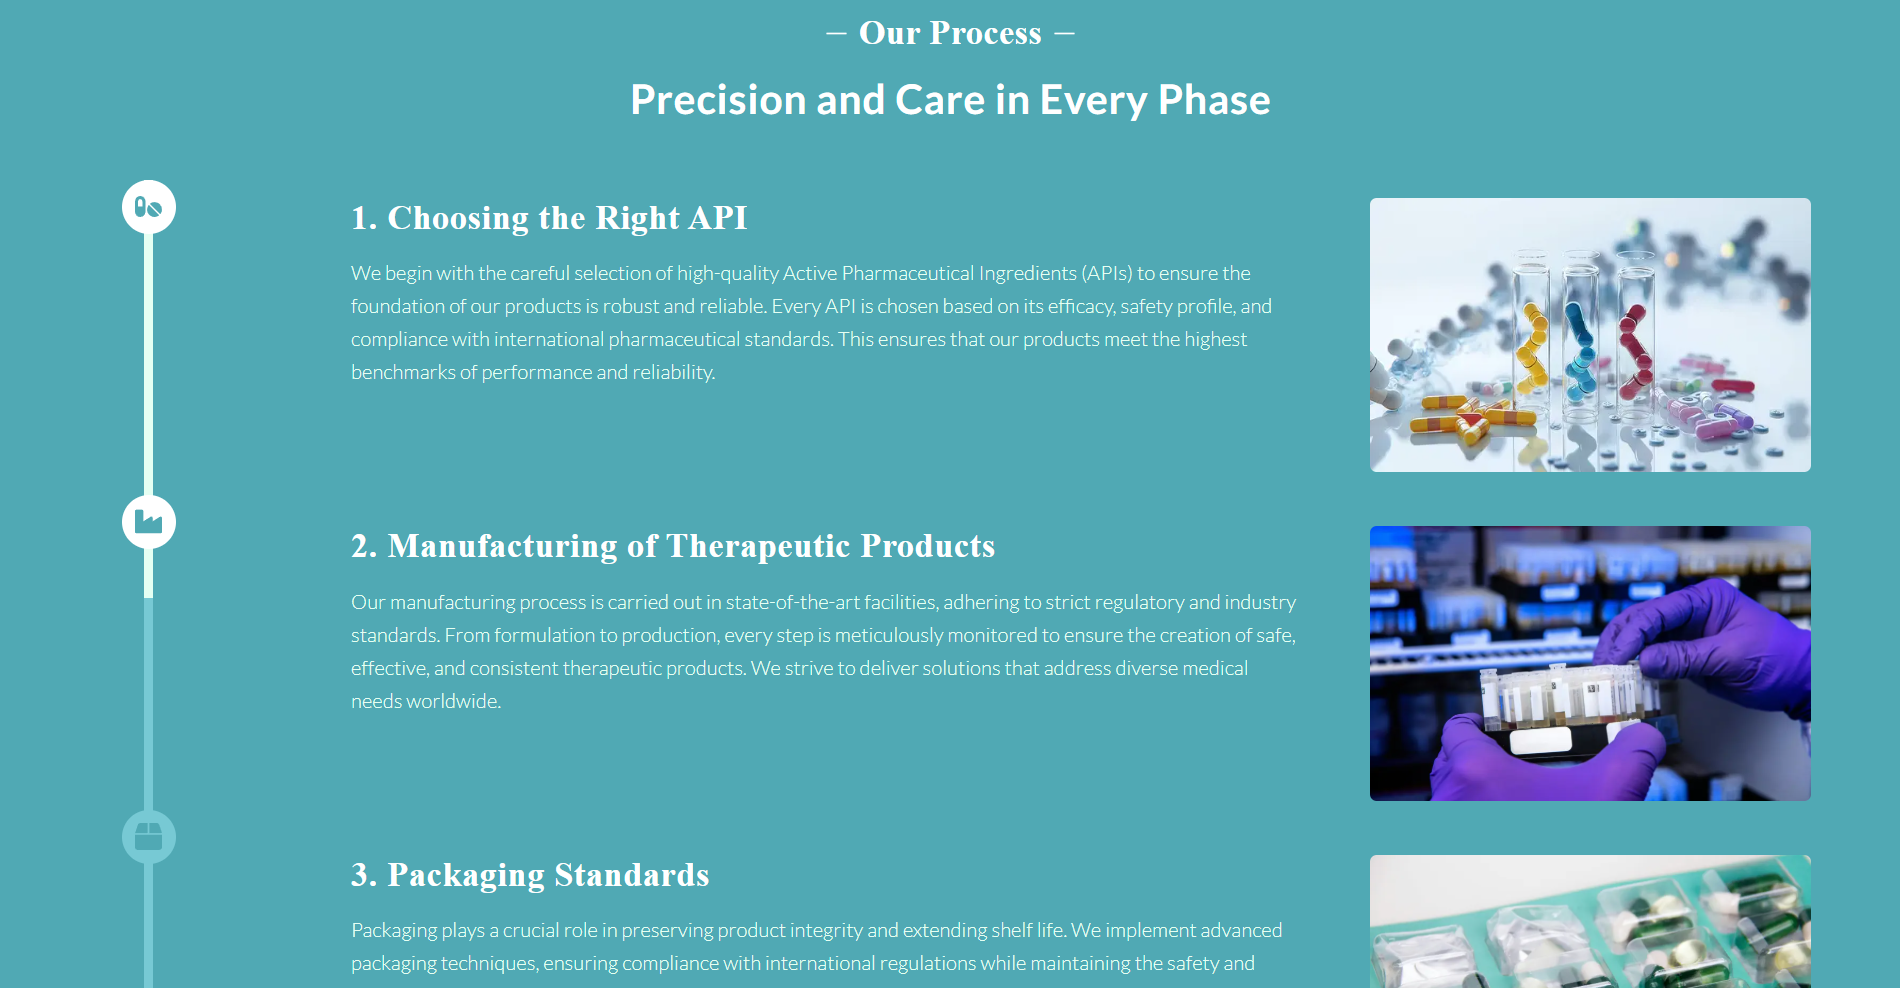 — Our Process —
Precision and Care in Every Phase
1. Choosing the Right API
We begin with the careful selection of high-quality Active Pharmaceutical Ingredients (APIs) to ensure the
foundation of our products is robust and reliable. Every API is chosen based on its efficacy, safety profile, and
compliance with international pharmaceutical standards. This ensures that our products meet the highest
benchmarks of performance and reliability.
2. Manufacturing of Therapeutic Products
Our manufacturing process is carried out in state-of-the-art facilities, adhering to strict regulatory and industry
standards. From formulation to production, every step is meticulously monitored to ensure the creation of safe,
effective, and consistent therapeutic products. We strive to deliver solutions that address diverse medical
needs worldwide.
3. Packaging Standards
Packaging plays a crucial role in preserving product integrity and extending shelf life. We implement advanced
packaging techniques, ensuring compliance with international regulations while maintaining the safety and